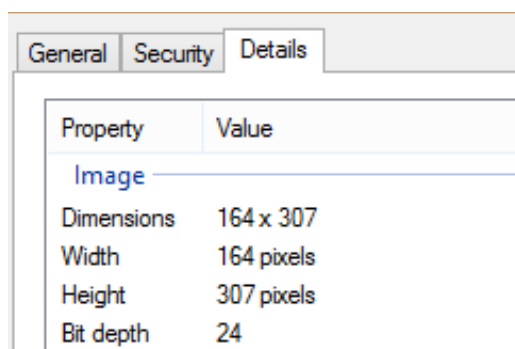 General Security Details
Property Value
Image
Dimensions 164 x 307
Width 164 pixels
Height 307 pixels
Bit depth 24